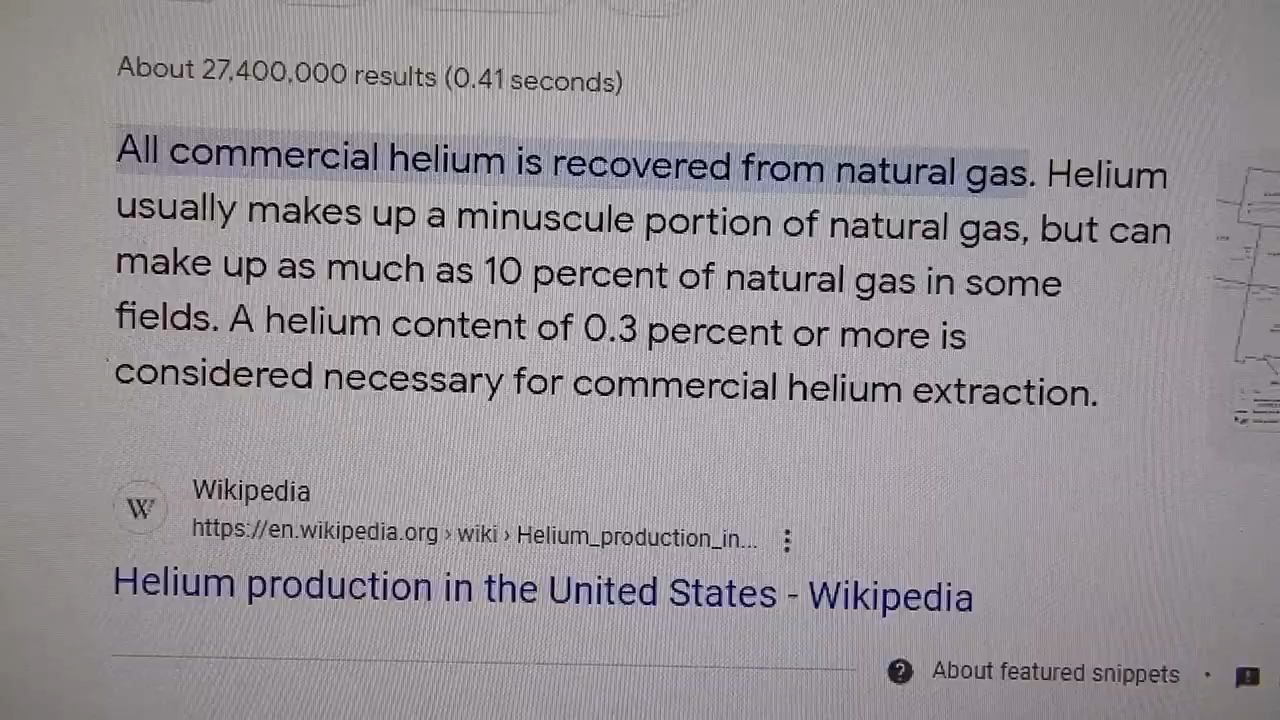 About 27,400,000 results (0.41 seconds)
All commercial helium is recovered from natural gas. Helium
usually makes up a minuscule portion of natural gas, but can
make up as much as 10 percent of natural gas in some
fields. A helium content of 0.3 percent or more is
considered necessary for commercial helium extraction.
W
Wikipedia
https://en.wikipedia.org › wiki › Helium_production_in...
Helium production in the United States - Wikipedia
? About featured snippets •